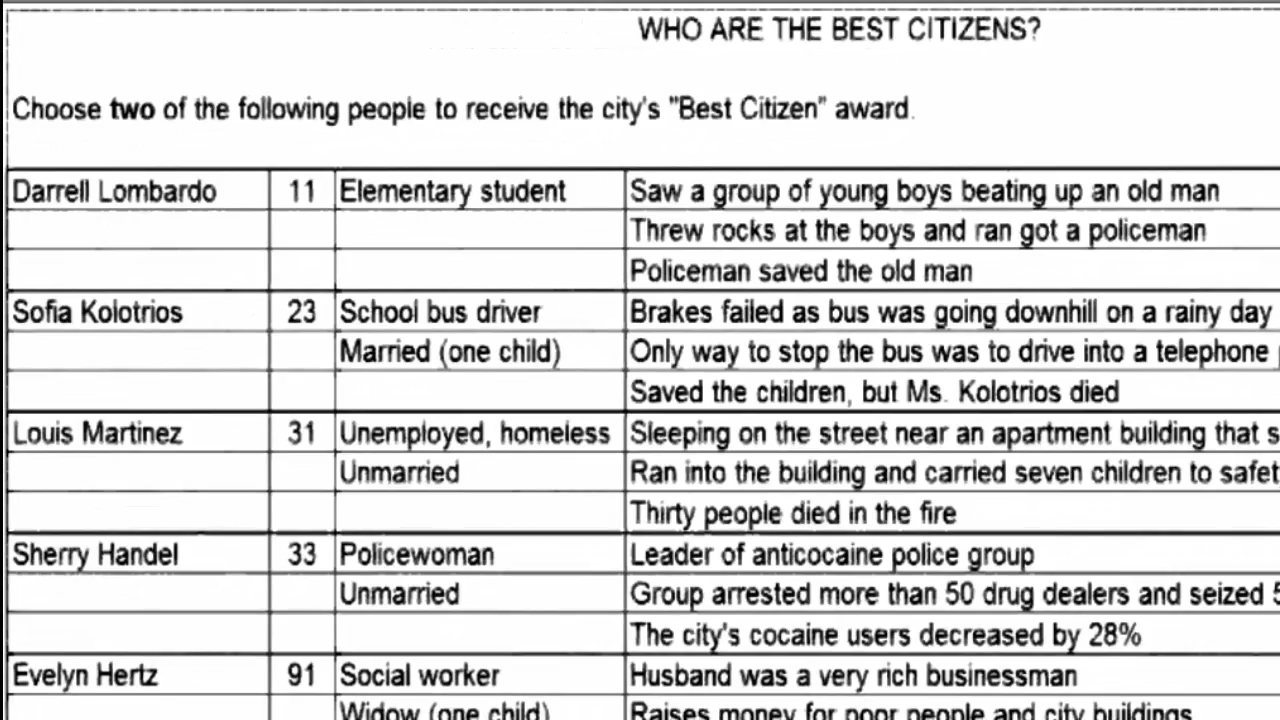 WHO ARE THE BEST CITIZENS?
Choose two of the following people to receive the city's "Best Citizen" award.
Darrell Lombardo 11 Elementary student Saw a group of young boys beating up an old man
Threw rocks at the boys and ran got a policeman
Policeman saved the old man
Sofia Kolotrios 23 School bus driver Brakes failed as bus was going downhill on a rainy day
Married (one child) Only way to stop the bus was to drive into a telephone
Saved the children, but Ms. Kolotrios died
Louis Martinez 31 Unemployed, homeless Sleeping on the street near an apartment building that
Unmarried Ran into the building and carried seven children to
Thirty people died in the fire
Sherry Handel 33 Policewoman Leader of anticocaine police group
Unmarried Group arrested more than 50 drug dealers and seized
The city's cocaine users decreased by 28%
Evelyn Hertz 91 Social worker Husband was a very rich businessman
Widow (one child) Raises money for poor people and city buildings